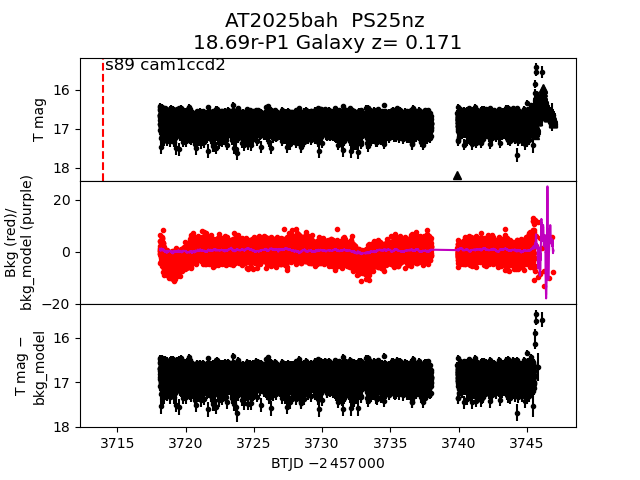 AT2025bah  PS25nz
18.69r-P1 Galaxy z= 0.171
s89 cam1ccd2
T mag
16
17
18
Bkg (red)/
bkg_model (purple)
20
0
−20
T mag −
bkg_model
16
17
18
3715 3720 3725 3730 3735 3740 3745
BTJD −2 457 000